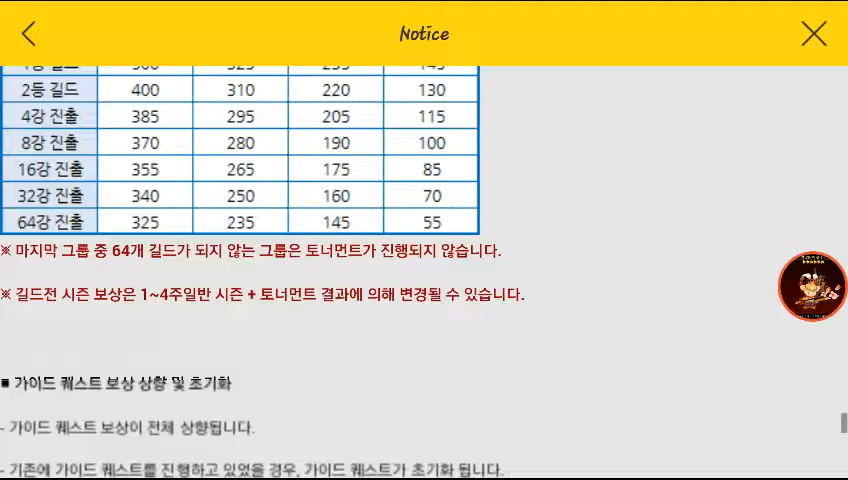 Notice
2등 길드 400 310 220 130
4강 진출 385 295 205 115
8강 진출 370 280 190 100
16강 진출 355 265 175 85
32강 진출 340 250 160 70
64강 진출 325 235 145 55
※ 마지막 그룹 중 64개 길드가 되지 않는 그룹은 토너먼트가 진행되지 않습니다.
※ 길드전 시즌 보상은 1~4주일반 시즌 + 토너먼트 결과에 의해 변경될 수 있습니다.
■ 가이드 퀘스트 보상 상향 및 초기화
- 가이드 퀘스트 보상이 전체 상향됩니다.
- 기존에 가이드 퀘스트를 진행하고 있었을 경우, 가이드 퀘스트가 초기화 됩니다.